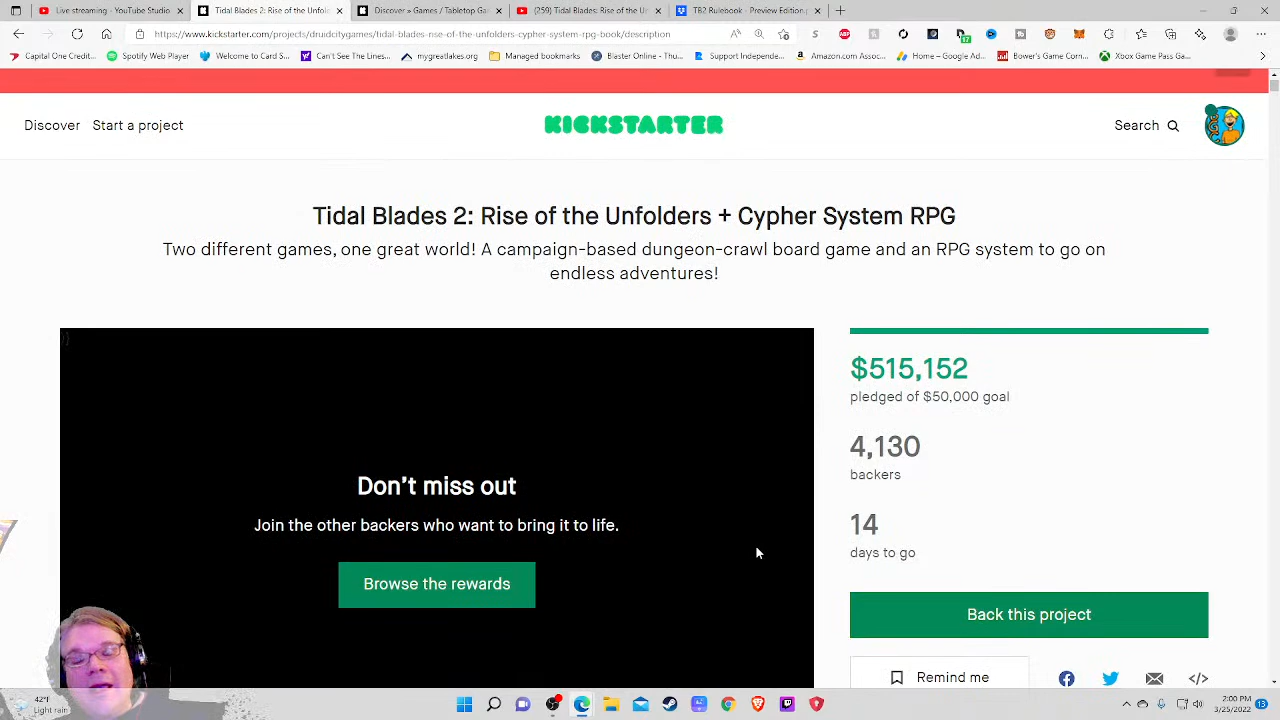 YouTube Studio
Tidal Blades 2: Rise of the Unfol
Discover » Games / Tabletop Ga
(259) Tidal Blades: Rise of the U
TB2 Rulebook - Preview Edition.p
https://www.kickstarter.com/projects/druidcitygames/tidal-blades-rise-of-the-unfolders-cypher-system-rpg-book/description
Capital One Credit...
Spotify Web Player
Welcome to Card S...
Can't See The Lines...
mygreatlakes.org
Managed bookmarks
Blaster Online - Thu...
Support Independe...
Amazon.com Assoc...
Home – Google Ad...
Bower's Game Corn...
Xbox Game Pass Ga...
Discover
Start a project
KICKSTARTER
Search
Tidal Blades 2: Rise of the Unfolders + Cypher System RPG
Two different games, one great world! A campaign-based dungeon-crawl board game and an RPG system to go on
endless adventures!
$515,152
pledged of $50,000 goal
4,130
backers
14
days to go
Don't miss out
Join the other backers who want to bring it to life.
Browse the rewards
Back this project
Remind me
42°F
2:00 PM
3/25/2022
13